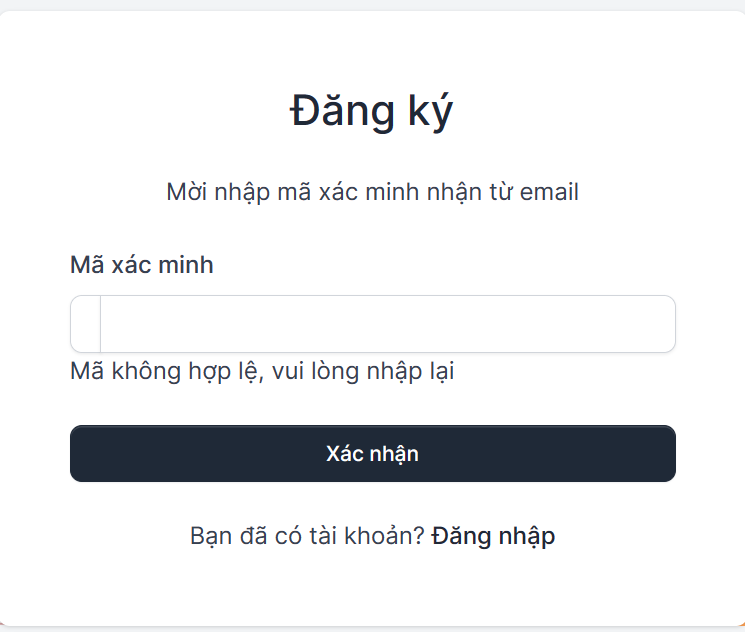 Đăng ký
Mời nhập mã xác minh nhận từ email
Mã xác minh
Mã không hợp lệ, vui lòng nhập lại
Xác nhận
Bạn đã có tài khoản? Đăng nhập